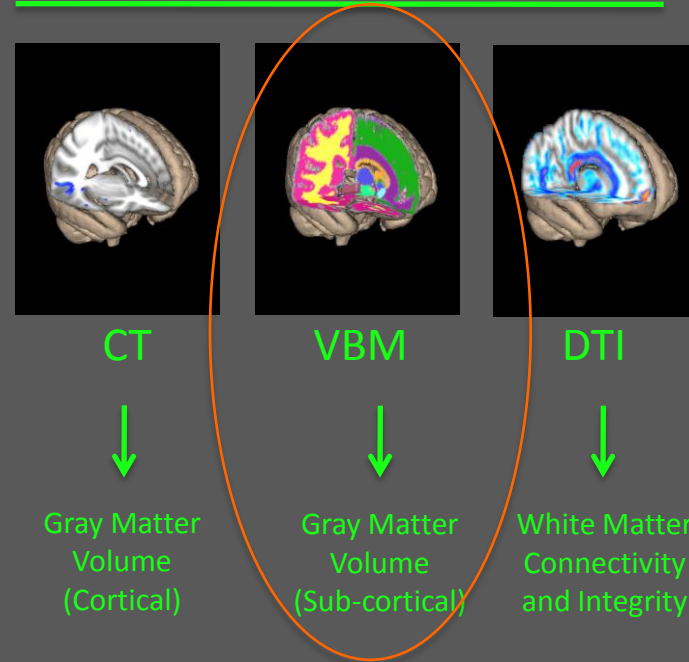 CT
VBM
DTI
Gray Matter
Volume
(Cortical)
Gray Matter
Volume
(Sub-cortical)
White Matter
Connectivity
and Integrity